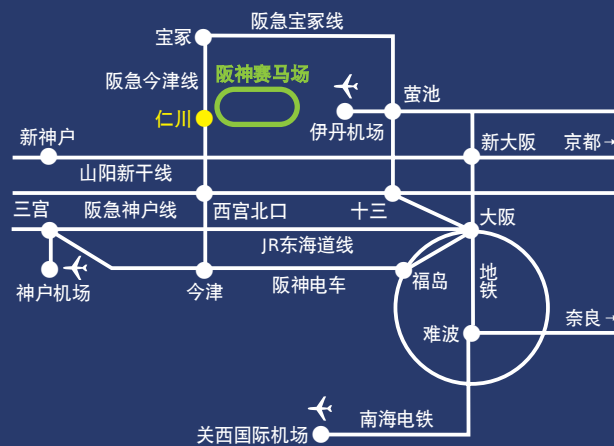 阪急宝冢线
宝冢
阪神赛马场
阪急今津线
萤池
仁川
伊丹机场
新神户
新大阪
京都→
山阳新干线
三宫
阪急神户线
西宫北口
十三
大阪
JR东海道线
神户机场
今津
阪神电车
福岛
地铁
奈良→
难波
南海电铁
关西国际机场